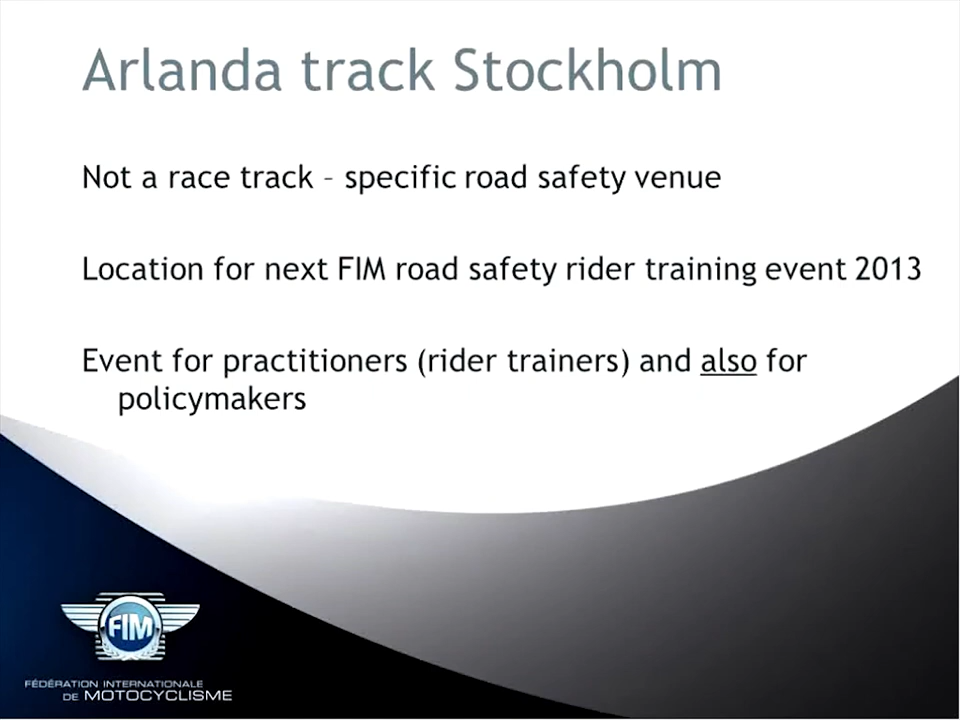 Arlanda track Stockholm
Not a race track – specific road safety venue
Location for next FIM road safety rider training event 2013
Event for practitioners (rider trainers) and also for
policymakers
FIM
FÉDÉRATION INTERNATIONALE
DE MOTOCYCLISME